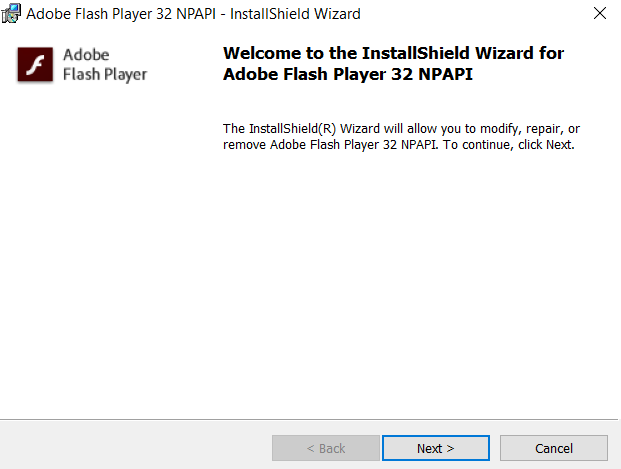 Adobe Flash Player 32 NPAPI - InstallShield Wizard
Adobe
Flash Player
Welcome to the InstallShield Wizard for
Adobe Flash Player 32 NPAPI
The InstallShield(R) Wizard will allow you to modify, repair, or
remove Adobe Flash Player 32 NPAPI. To continue, click Next.
< Back
Next >
Cancel